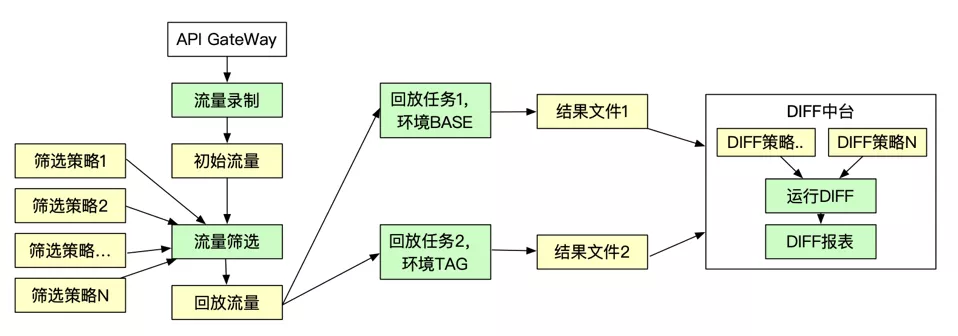 API GateWay
流量录制
初始流量
筛选策略1
筛选策略2
筛选策略...
筛选策略N
流量筛选
回放流量
回放任务1,
环境BASE
结果文件1
回放任务2,
环境TAG
结果文件2
DIFF中台
DIFF策略..
DIFF策略N
运行DIFF
DIFF报表